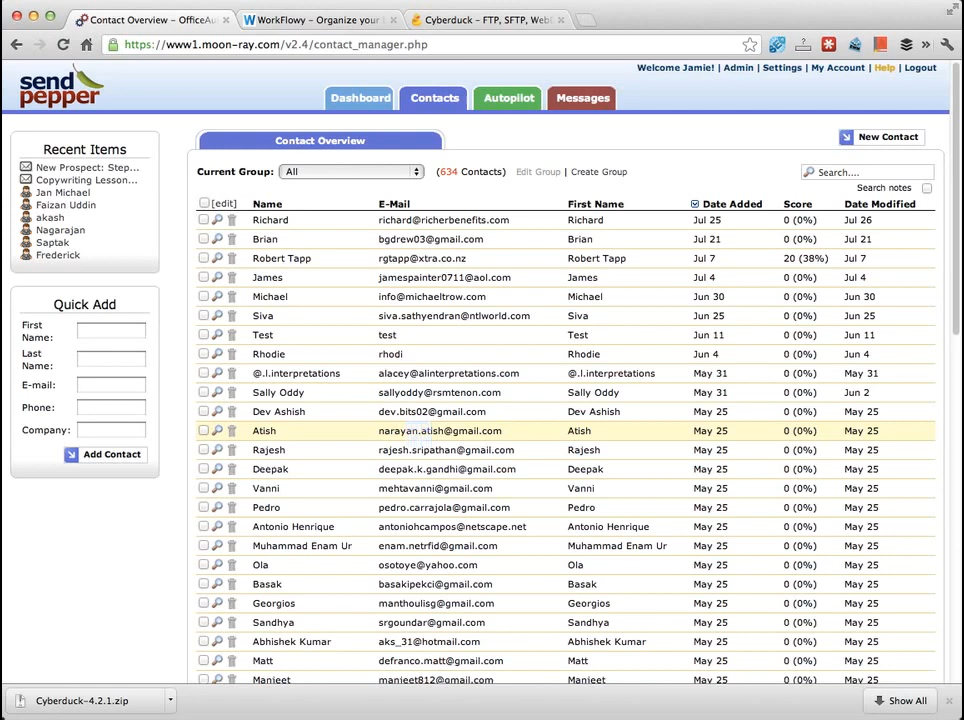 Contact Overview – OfficeAu
WorkFlowy - Organize your
Cyberduck – FTP, SFTP, Web
https://www1.moon-ray.com/v2.4/contact_manager.php
send
pepper
Welcome Jamie! | Admin | Settings | My Account | Help | Logout
Dashboard Contacts Autopilot Messages
Recent Items
New Prospect: Step...
Copywriting Lesson...
Jan Michael
Faizan Uddin
akash
Nagarajan
Saptak
Frederick
Quick Add
First Name:
Last Name:
E-mail:
Phone:
Company:
Add Contact
Contact Overview
New Contact
Current Group: All (634 Contacts) Edit Group | Create Group
Search....
Search notes
[edit] Name E-Mail First Name Date Added Score Date Modified
Richard richard@richerbenefits.com Richard Jul 25 0 (0%) Jul 26
Brian bgdrew03@gmail.com Brian Jul 21 0 (0%) Jul 21
Robert Tapp rgtapp@xtra.co.nz Robert Tapp Jul 7 20 (38%) Jul 7
James jamespainter0711@aol.com James Jul 4 0 (0%) Jul 4
Michael info@michaeltrow.com Michael Jun 30 0 (0%) Jun 30
Siva siva.sathyendran@ntlworld.com Siva Jun 25 0 (0%) Jun 25
Test test Test Jun 11 0 (0%) Jun 11
Rhodie rhodi Rhodie Jun 4 0 (0%) Jun 4
@.l.interpretations alacey@alinterpretations.com @.l.interpretations May 31 0 (0%) May 31
Sally Oddy sallyoddy@rsmtenon.com Sally Oddy May 31 0 (0%) Jun 2
Dev Ashish dev.bits02@gmail.com Dev Ashish May 25 0 (0%) May 25
Atish narayan.atish@gmail.com Atish May 25 0 (0%) May 25
Rajesh rajesh.sripathan@gmail.com Rajesh May 25 0 (0%) May 25
Deepak deepak.k.gandhi@gmail.com Deepak May 25 0 (0%) May 25
Vanni mehtavanni@gmail.com Vanni May 25 0 (0%) May 25
Pedro pedro.carrajola@gmail.com Pedro May 25 0 (0%) May 25
Antonio Henrique antoniohcampos@netscape.net Antonio Henrique May 25 0 (0%) May 25
Muhammad Enam Ur enam.netrfid@gmail.com Muhammad Enam Ur May 25 0 (0%) May 25
Ola osotoye@yahoo.com Ola May 25 0 (0%) May 25
Basak basakipekci@gmail.com Basak May 25 0 (0%) May 25
Georgios manthoulisg@gmail.com Georgios May 25 0 (0%) May 25
Sandhya srgoundar@gmail.com Sandhya May 25 0 (0%) May 25
Abhishek Kumar aks_31@hotmail.com Abhishek Kumar May 25 0 (0%) May 25
Matt defranco.matt@gmail.com Matt May 25 0 (0%) May 25
Manjeet manjeet812@gmail.com Manjeet May 25 0 (0%) May 25
Cyberduck-4.2.1.zip
Show All